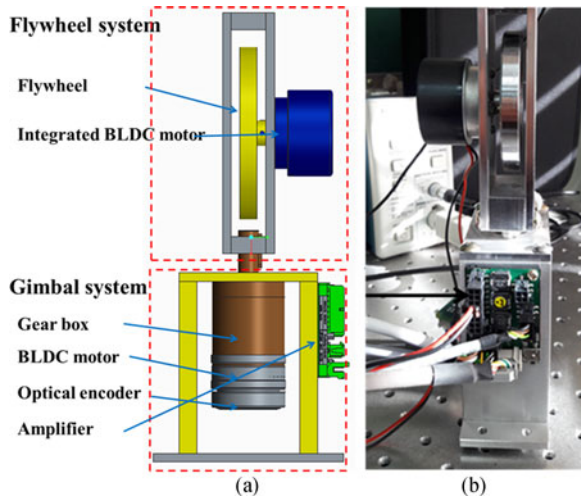 Flywheel system
Flywheel
Integrated BLDC motor
Gimbal system
Gear box
BLDC motor
Optical encoder
Amplifier
(a)
(b)